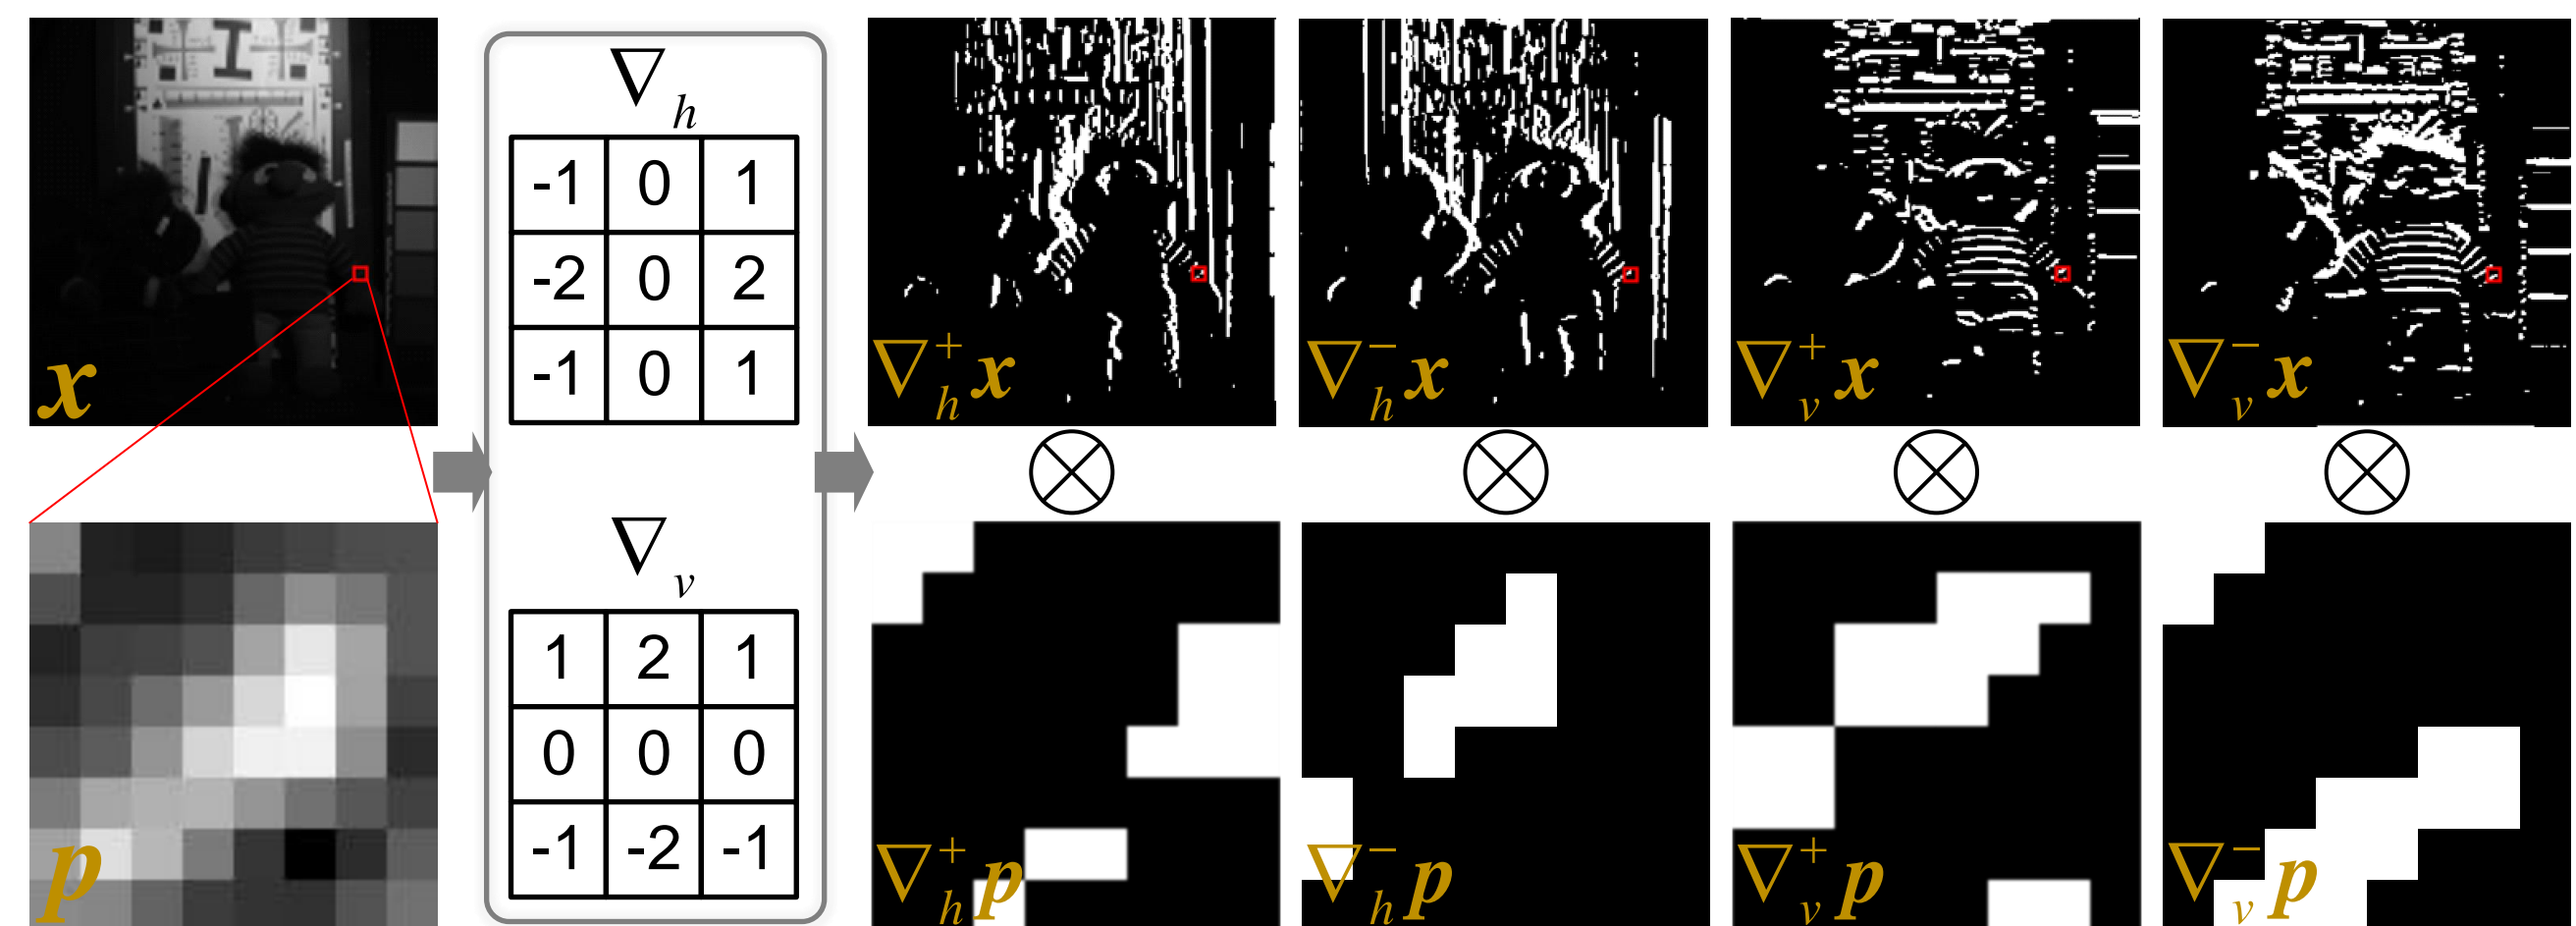 x
∇h
-1 0 1
-2 0 2
-1 0 1
∇v
1 2 1
0 0 0
-1 -2 -1
∇h+ x
∇h− x
∇v+ x
∇v− x
p
∇h+ p
∇h− p
∇v+ p
∇v− p